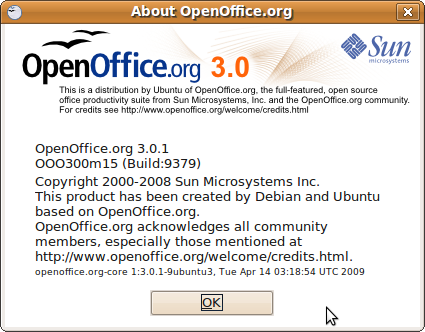 About OpenOffice.org
OpenOffice.org 3.0
Sun
microsystems
This is a distribution by Ubuntu of OpenOffice.org, the full-featured, open source
office productivity suite from Sun Microsystems, Inc. and the OpenOffice.org community.
For credits see http://www.openoffice.org/welcome/credits.html
OpenOffice.org 3.0.1
OOO300m15 (Build:9379)
Copyright 2000-2008 Sun Microsystems Inc.
This product has been created by Debian and Ubuntu
based on OpenOffice.org.
OpenOffice.org acknowledges all community
members, especially those mentioned at
http://www.openoffice.org/welcome/credits.html.
openoffice.org-core 1:3.0.1-9ubuntu3, Tue Apr 14 03:18:54 UTC 2009
OK